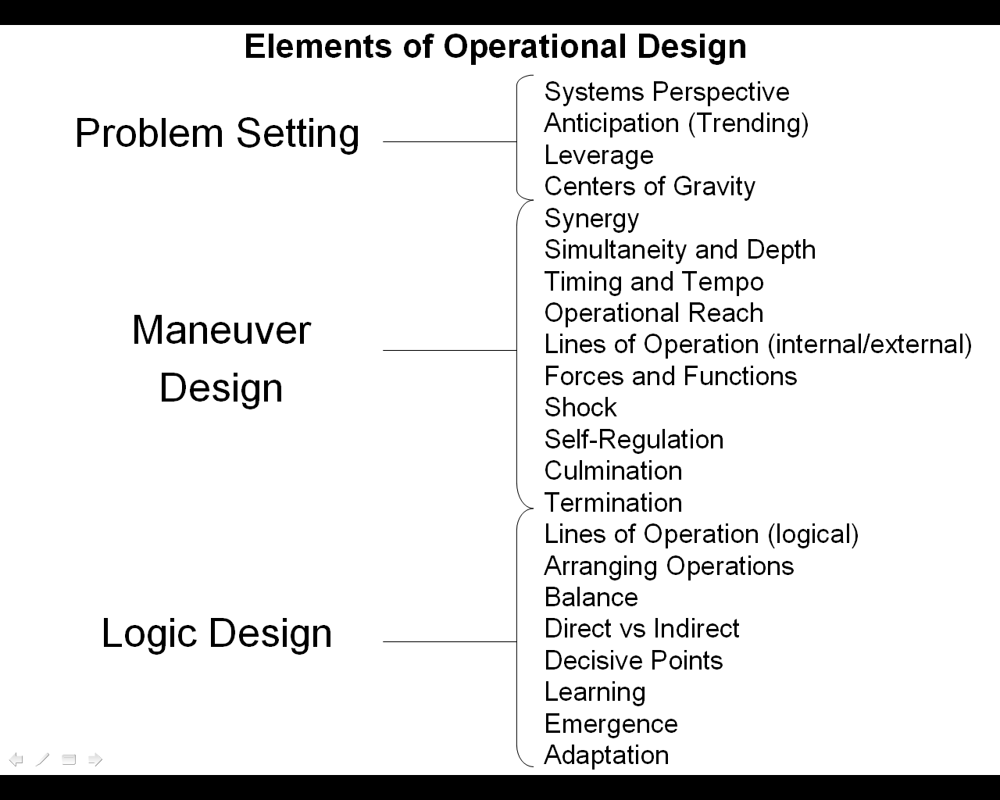 Elements of Operational Design
Problem Setting
Systems Perspective
Anticipation (Trending)
Leverage
Centers of Gravity
Maneuver
Design
Synergy
Simultaneity and Depth
Timing and Tempo
Operational Reach
Lines of Operation (internal/external)
Forces and Functions
Shock
Self-Regulation
Culmination
Termination
Logic Design
Lines of Operation (logical)
Arranging Operations
Balance
Direct vs Indirect
Decisive Points
Learning
Emergence
Adaptation